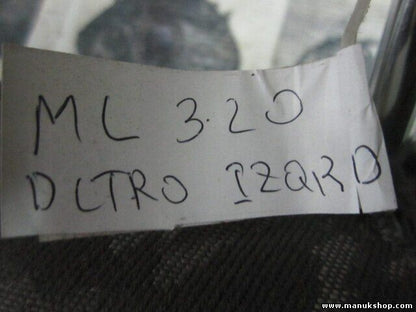 ML 3.20
DLTRO IZQRD
www.manukshop.com